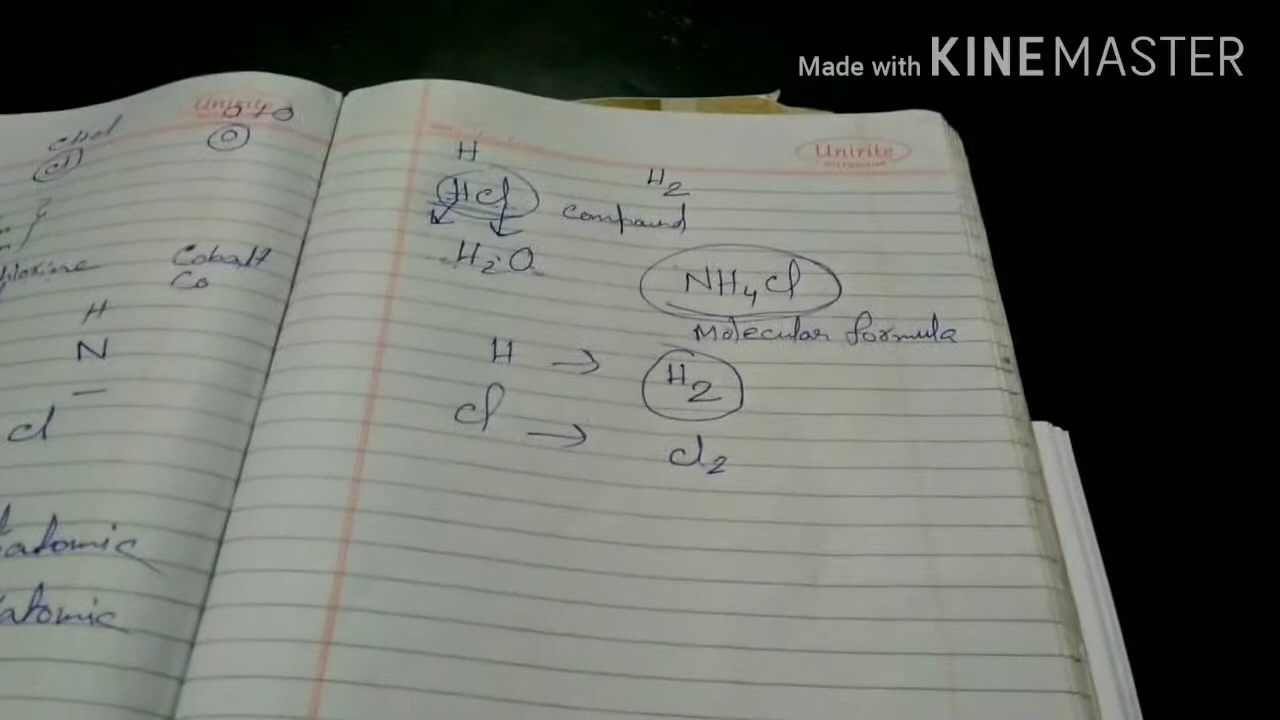 Made with KINEMASTER
Unirite
O+O
Cl
O
Cobalt
Co
H
N
Cl
atomic
atomic
Unirite
H
H2
HCl
compound
H2O
NH4Cl
Molecular formula
H → H2
Cl → Cl2